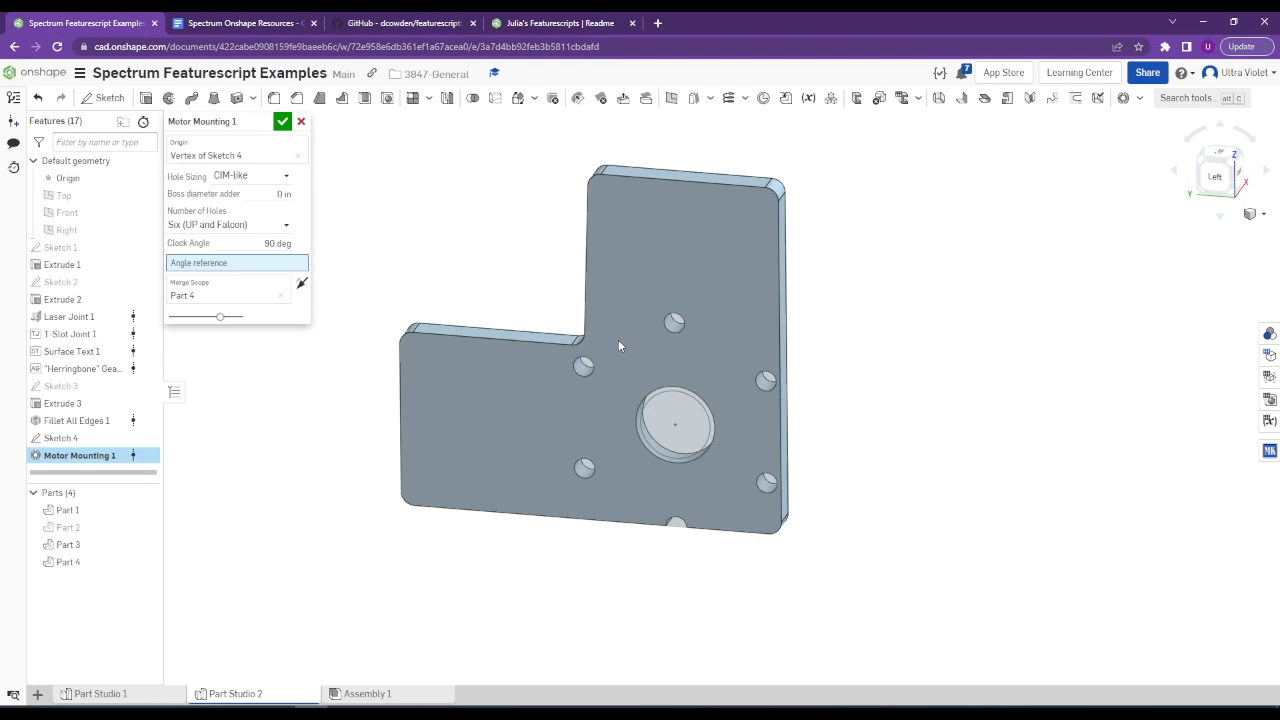 Spectrum Featurescript Examples
Spectrum Onshape Resources - G
GitHub - dcowden/featurescript:
Julia's Featurescripts | Readme
cad.onshape.com/documents/422cabe0908159fe9baeeb6c/w/72e958e6db361ef1a67acea0/e/3a7d4bb92feb3b5811cbdafd
U
Update
onshape
Spectrum Featurescript Examples
Main
3847-General
7
App Store
Learning Center
Share
Ultra Violet
Sketch
Search tools...
alt C
Features (17)
Filter by name or type
Default geometry
Origin
Top
Front
Right
Sketch 1
Extrude 1
Sketch 2
Extrude 2
Laser Joint 1
T-Slot Joint 1
Surface Text 1
"Herringbone" Gea...
Sketch 3
Extrude 3
Fillet All Edges 1
Sketch 4
Motor Mounting 1
Parts (4)
Part 1
Part 2
Part 3
Part 4
Motor Mounting 1
Origin
Vertex of Sketch 4
Hole Sizing
CIM-like
Boss diameter adder
0 in
Number of Holes
Six (UP and Falcon)
Clock Angle
90 deg
Angle reference
Merge Scope
Part 4
Z
Left
X
Y
MK
Part Studio 1
Part Studio 2
Assembly 1